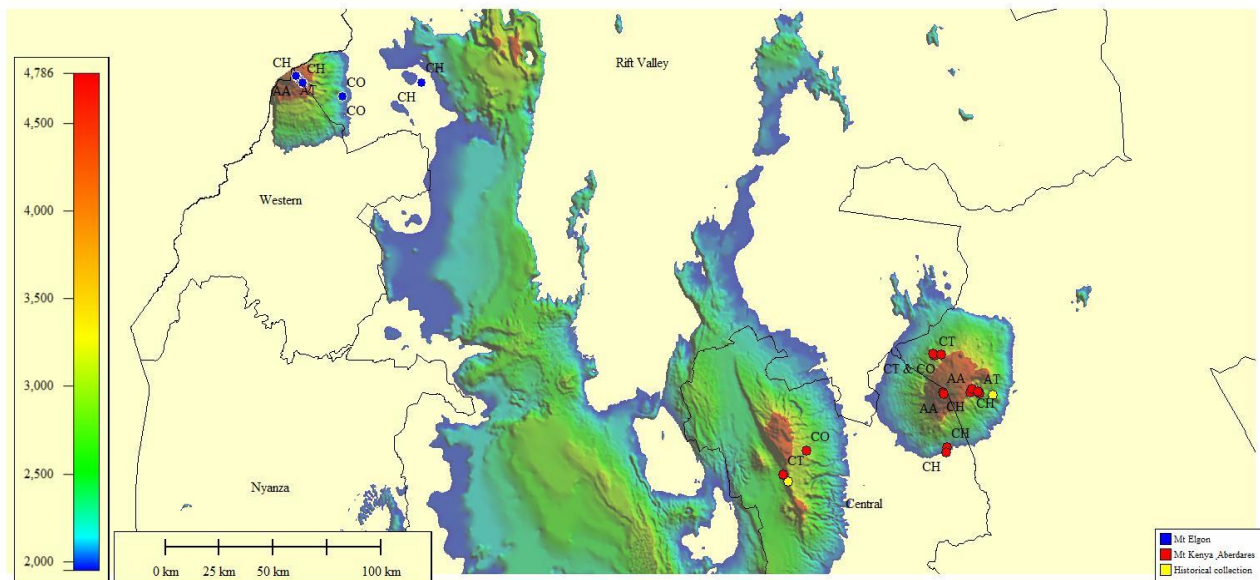 Rift Valley
4,786
4,500
4,000
3,500
3,000
2,500
2,000
CH
CH
AA
AT
CO
CO
CH
CH
Western
Nyanza
CT
CT & CO
AA
AT
AA
CH
CH
CH
CH
CO
CT
Central
0 km
25 km
50 km
100 km
Mt Elgon
Mt Kenya ,Aberdares
Historical collection